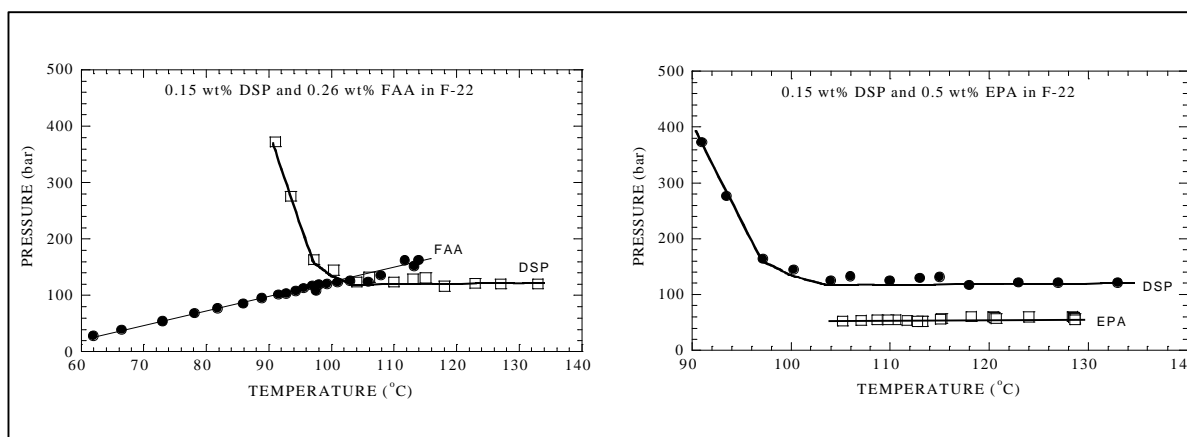 0.15 wt% DSP and 0.26 wt% FAA in F-22
PRESSURE (bar)
500
400
300
200
100
0
FAA
DSP
60 70 80 90 100 110 120 130 140
TEMPERATURE (°C)
0.15 wt% DSP and 0.5 wt% EPA in F-22
PRESSURE (bar)
500
400
300
200
100
0
DSP
EPA
90 100 110 120 130 140
TEMPERATURE (°C)